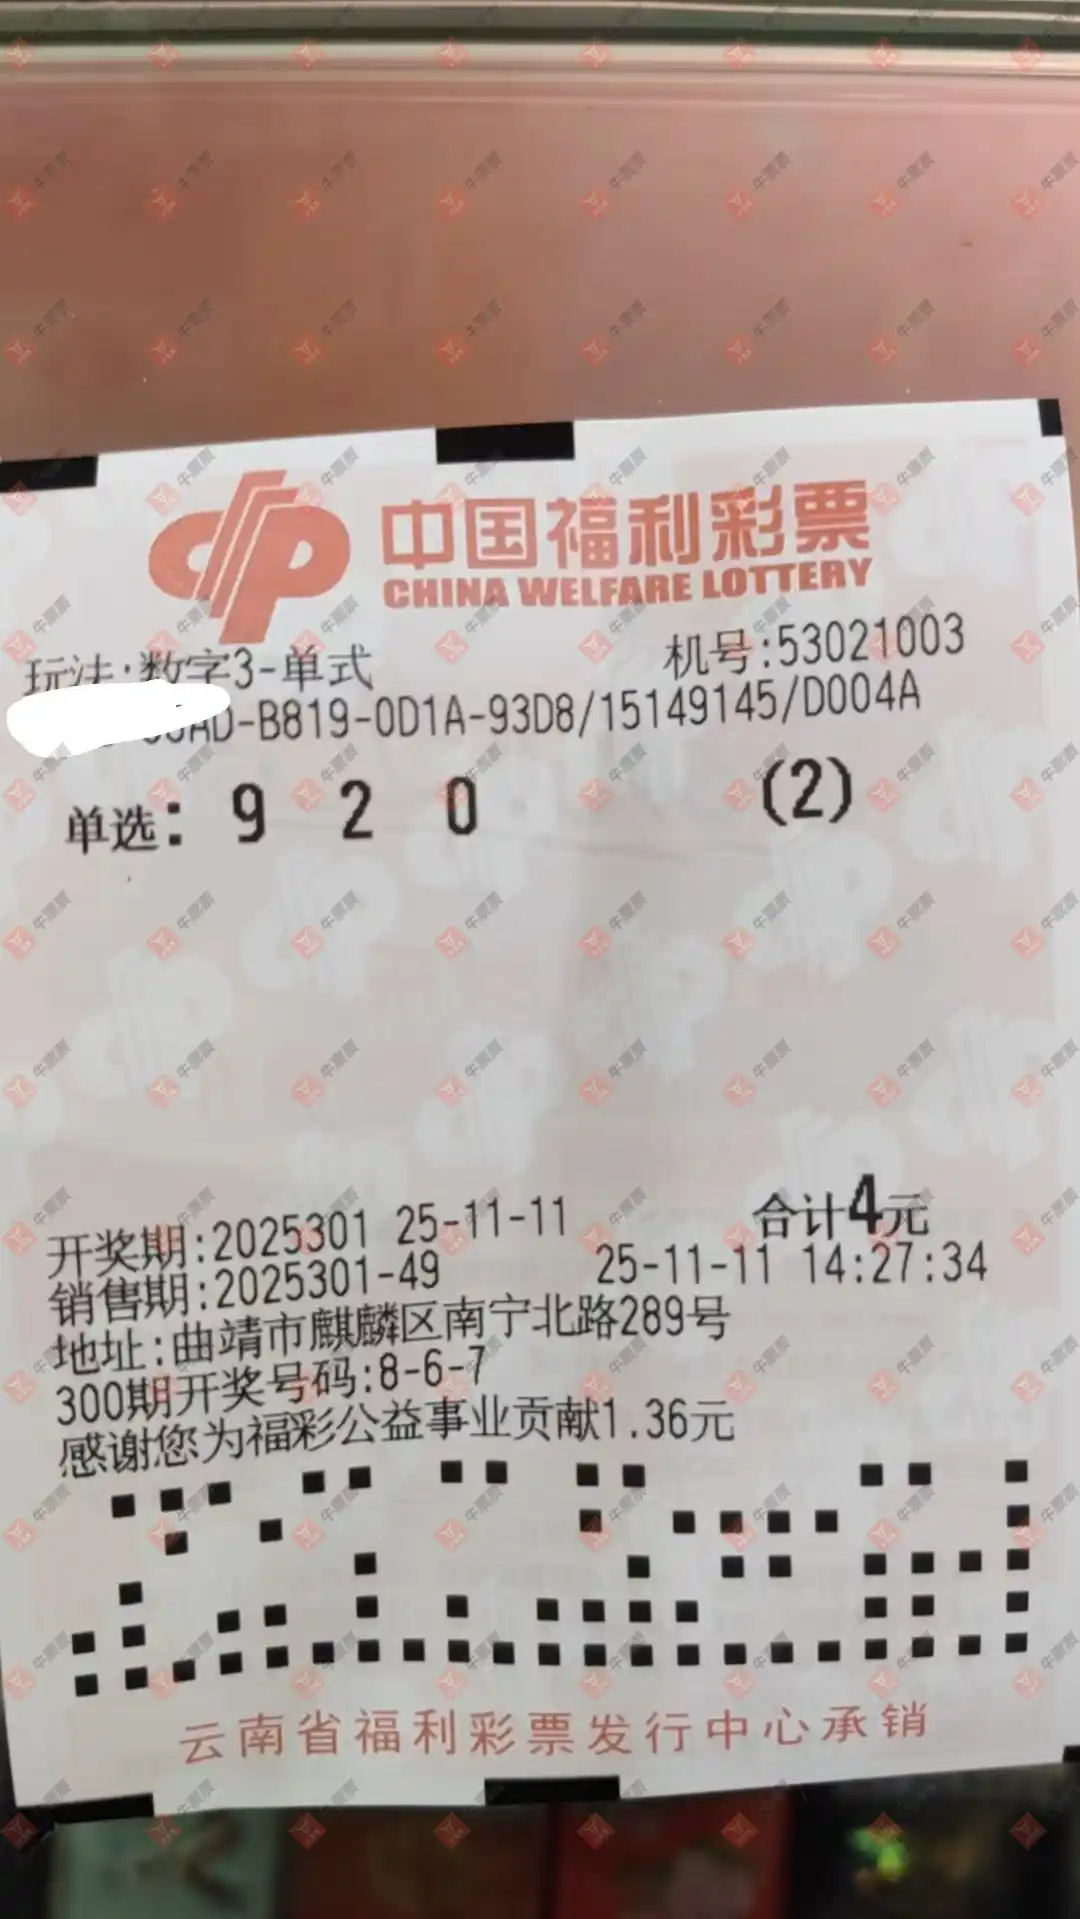 中国福利彩票
CHINA WELFARE LOTTERY
玩法:数字3-单式 机号:53021003
AD-B819-0D1A-93D8/15149145/D004A
单选: 9 2 0 (2)
开奖期:2025301 25-11-11 合计4元
销售期:2025301-49 25-11-11 14:27:34
地址:曲靖市麒麟区南宁北路289号
300期开奖号码:8-6-7
感谢您为福彩公益事业贡献1.36元
云南省福利彩票发行中心承销
牛票票